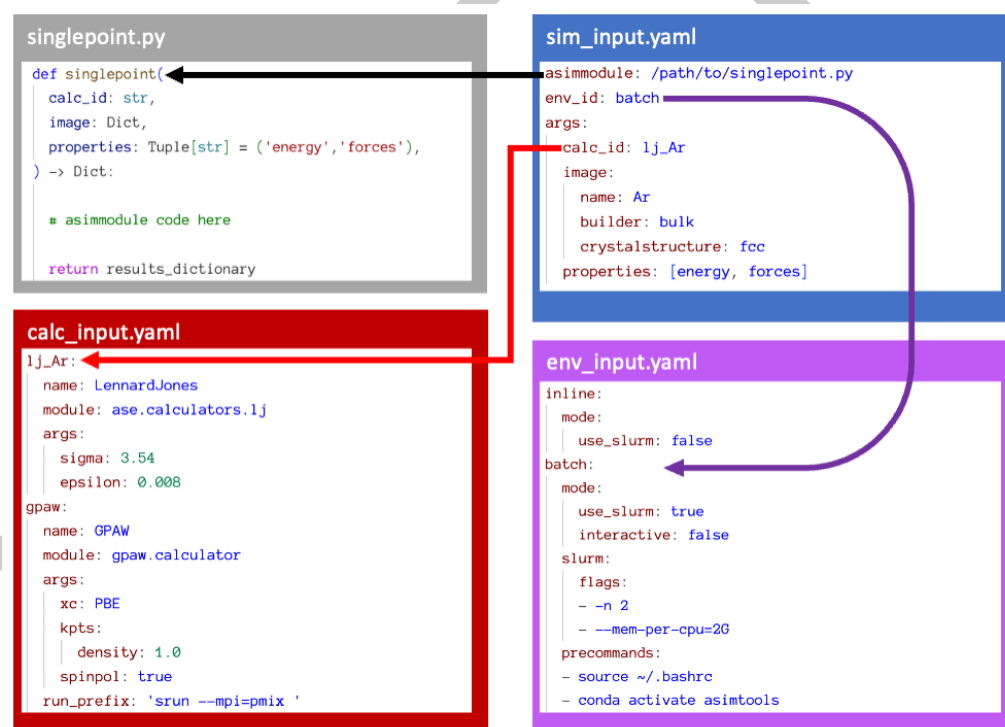 singlepoint.py
def singlepoint(
calc_id: str,
image: Dict,
properties: Tuple[str] = ('energy','forces'),
) -> Dict:
# asimmodule code here
return results_dictionary
sim_input.yaml
asimmodule: /path/to/singlepoint.py
env_id: batch
args:
calc_id: lj_Ar
image:
name: Ar
builder: bulk
crystalstructure: fcc
properties: [energy, forces]
calc_input.yaml
lj_Ar:
name: LennardJones
module: ase.calculators.lj
args:
sigma: 3.54
epsilon: 0.008
gpaw:
name: GPAW
module: gpaw.calculator
args:
xc: PBE
kpts:
density: 1.0
spinpol: true
run_prefix: 'srun --mpi=pmix '
env_input.yaml
inline:
mode:
use_slurm: false
batch:
mode:
use_slurm: true
interactive: false
slurm:
flags:
- -n 2
- --mem-per-cpu=2G
precommands:
- source ~/.bashrc
- conda activate asimtools